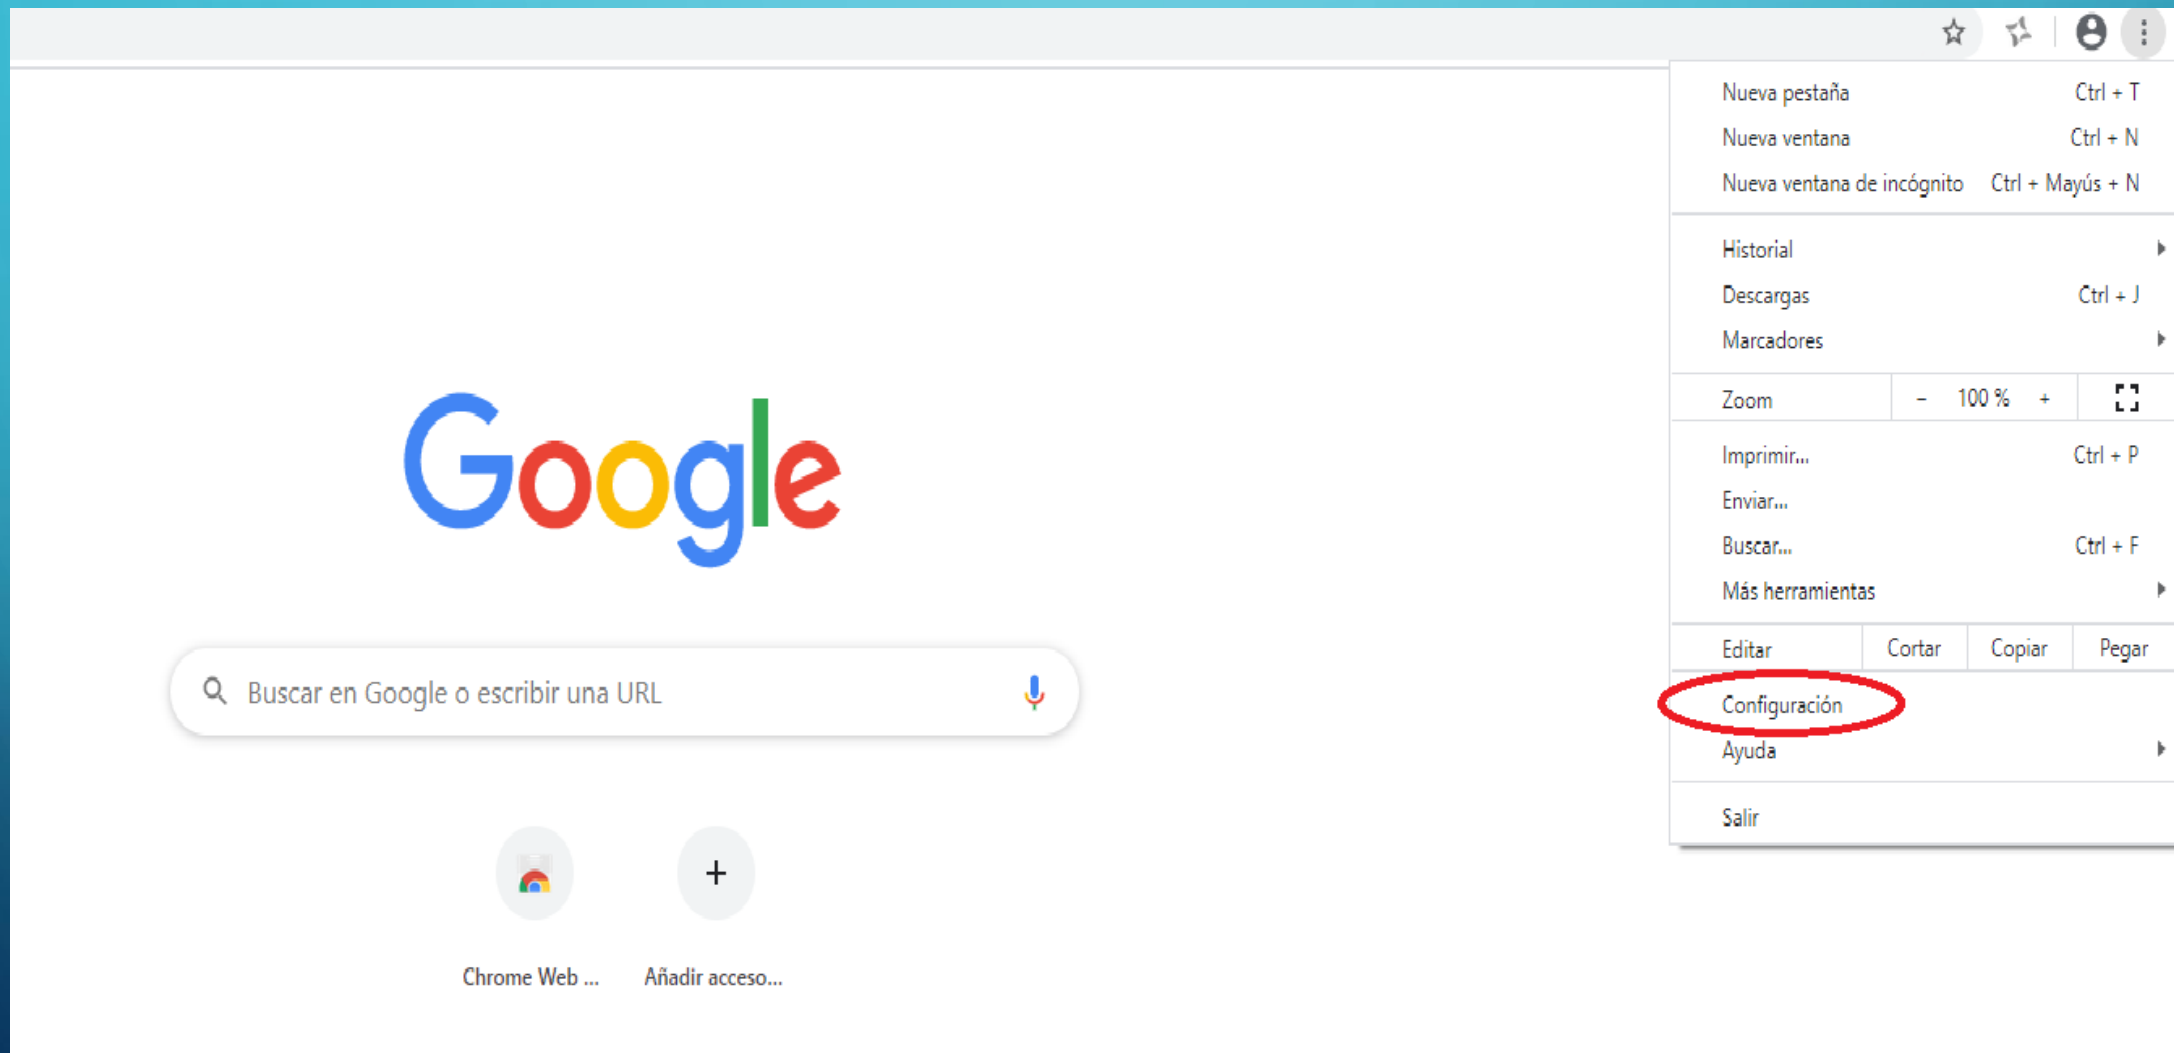 Nueva pestaña Ctrl + T
Nueva ventana Ctrl + N
Nueva ventana de incógnito Ctrl + Mayús + N
Historial
Descargas Ctrl + J
Marcadores
Zoom - 100 % +
Imprimir... Ctrl + P
Enviar...
Buscar... Ctrl + F
Más herramientas
Editar Cortar Copiar Pegar
Configuración
Ayuda
Salir
Google
Buscar en Google o escribir una URL
Chrome Web ... Añadir acceso...